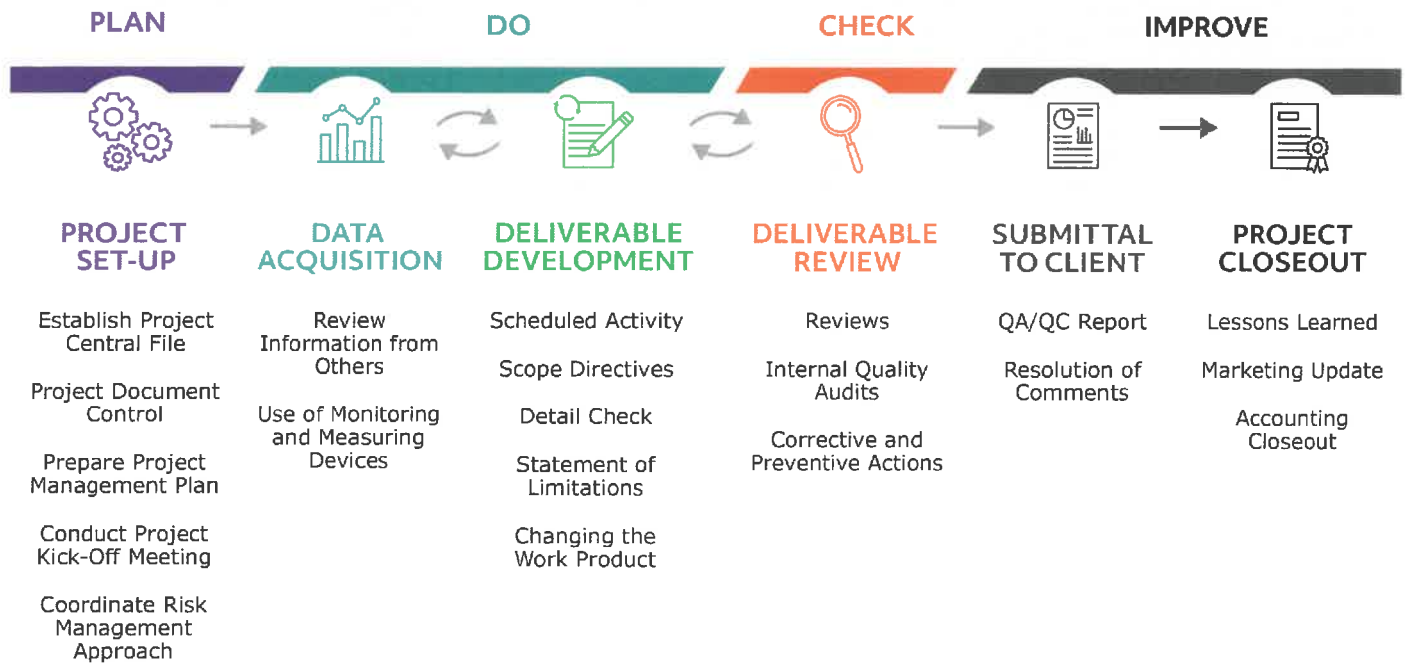 PLAN
DO
CHECK
IMPROVE
PROJECT
SET-UP
DATA
ACQUISITION
DELIVERABLE
DEVELOPMENT
DELIVERABLE
REVIEW
SUBMITTAL
TO CLIENT
PROJECT
CLOSEOUT
Establish Project
Central File
Project Document
Control
Prepare Project
Management Plan
Conduct Project
Kick-Off Meeting
Coordinate Risk
Management
Approach
Review
Information from
Others
Use of Monitoring
and Measuring
Devices
Scheduled Activity
Scope Directives
Detail Check
Statement of
Limitations
Changing the
Work Product
Reviews
Internal Quality
Audits
Corrective and
Preventive Actions
QA/QC Report
Resolution of
Comments
Lessons Learned
Marketing Update
Accounting
Closeout